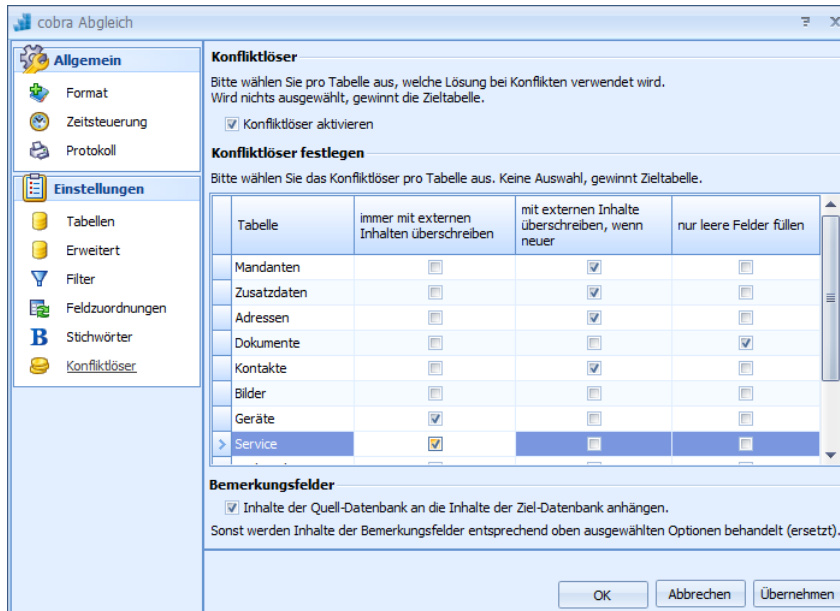 cobra Abgleich
Allgemein
Format
Zeitsteuerung
Protokoll
Einstellungen
Tabellen
Erweitert
Filter
Feldzuordnungen
B Stichwörter
Konfliktlöser
Konfliktlöser
Bitte wählen Sie pro Tabelle aus, welche Lösung bei Konflikten verwendet wird.
Wird nichts ausgewählt, gewinnt die Zieltabelle.
Konfliktlöser aktivieren
Konfliktlöser festlegen
Bitte wählen Sie das Konfliktlöser pro Tabelle aus. Keine Auswahl, gewinnt Zieltabelle.
Tabelle
immer mit externen
Inhalten überschreiben
mit externen Inhalte
überschreiben, wenn
neuer
nur leere Felder füllen
Mandanten
Zusatzdaten
Adressen
Dokumente
Kontakte
Bilder
Geräte
Service
Bemerkungsfelder
Inhalte der Quell-Datenbank an die Inhalte der Ziel-Datenbank anhängen.
Sonst werden Inhalte der Bemerkungsfelder entsprechend oben ausgewählten Optionen behandelt (ersetzt).
OK
Abbrechen
Übernehmen